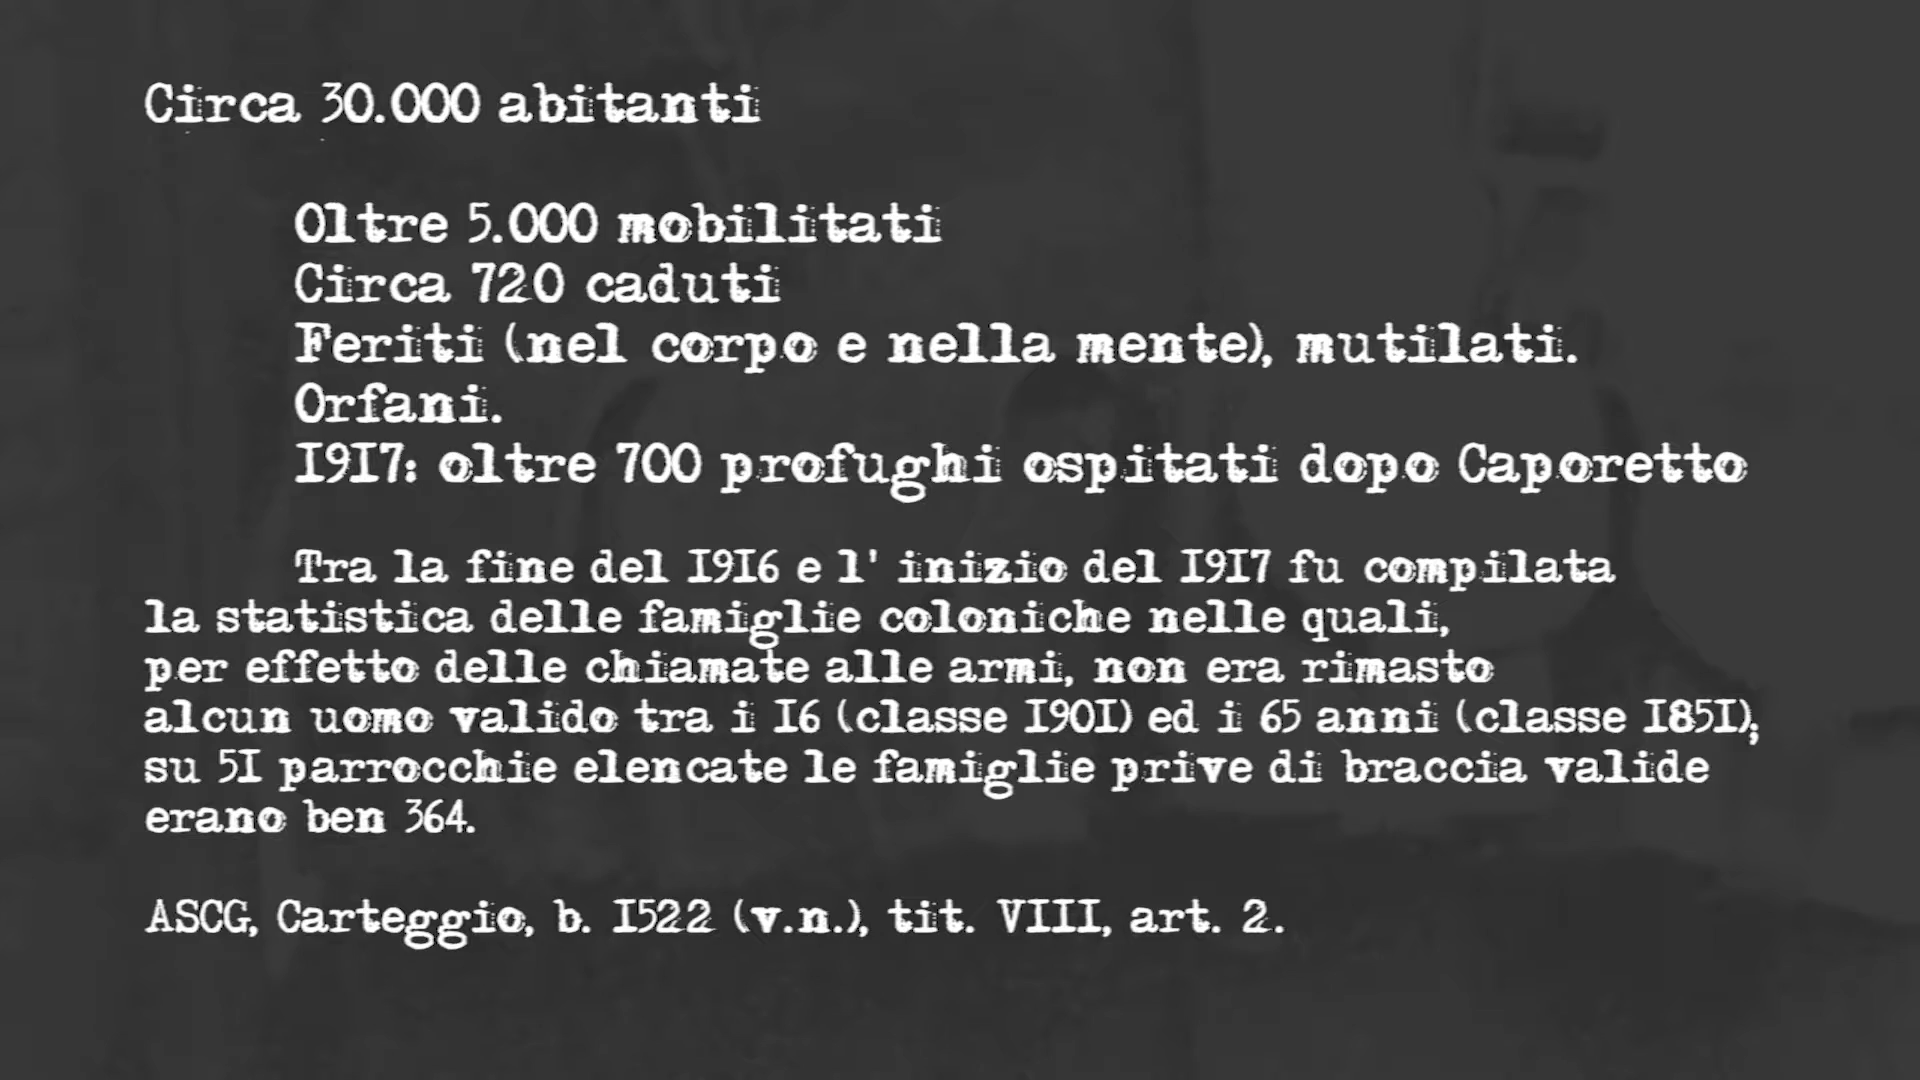 Circa 30.000 abitanti
Oltre 5.000 mobilitati
Circa 720 caduti
Feriti (nel corpo e nella mente), mutilati.
Orfani.
1917: oltre 700 profughi ospitati dopo Caporetto
Tra la fine del 1916 e l' inizio del 1917 fu compilata
la statistica delle famiglie coloniche nelle quali,
per effetto delle chiamate alle armi, non era rimasto
alcun uomo valido tra i 16 (classe 1901) ed i 65 anni (classe 1851);
su 51 parrocchie elencate le famiglie prive di braccia valide
erano ben 364.
ASCG, Carteggio, b. 1522 (v.n.), tit. VIII, art. 2.